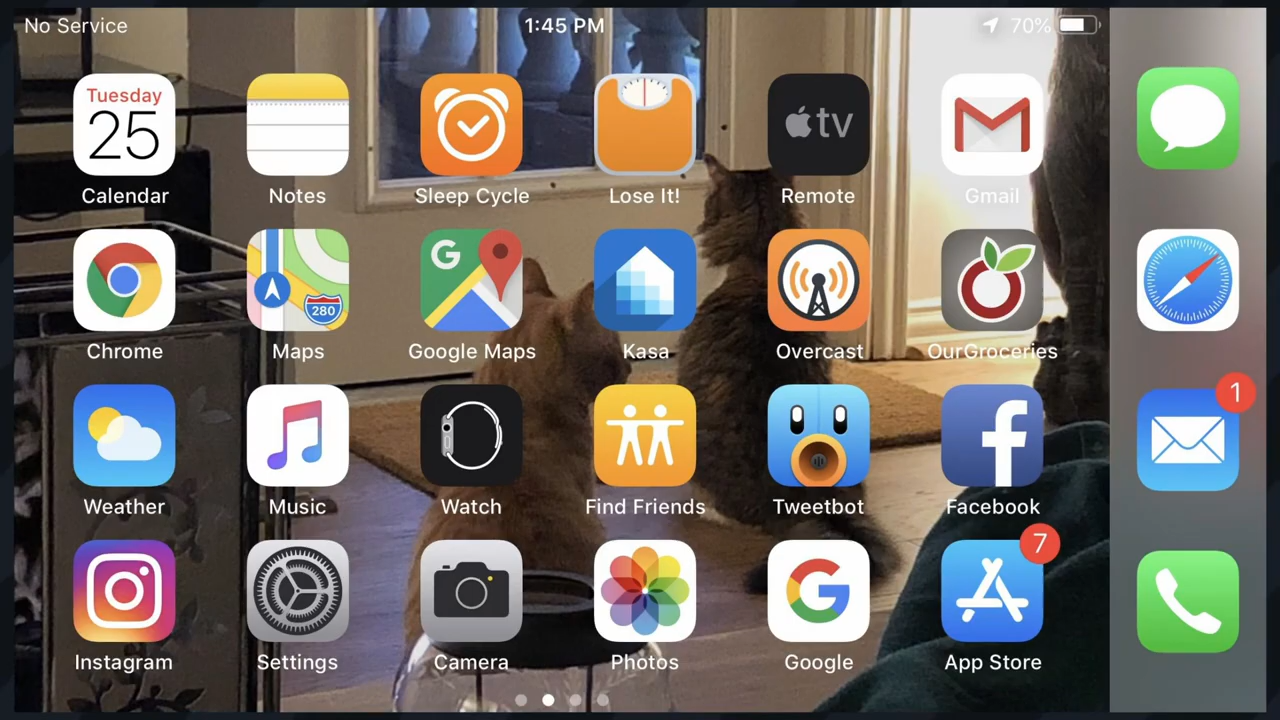 No Service
1:45 PM
70%
Tuesday
25
Calendar
Notes
Sleep Cycle
Lose It!
tv
Remote
Gmail
Chrome
280
Maps
G
Google Maps
Kasa
Overcast
OurGroceries
Weather
Music
Watch
Find Friends
Tweetbot
f
Facebook
1
Instagram
Settings
Camera
Photos
G
Google
7
App Store